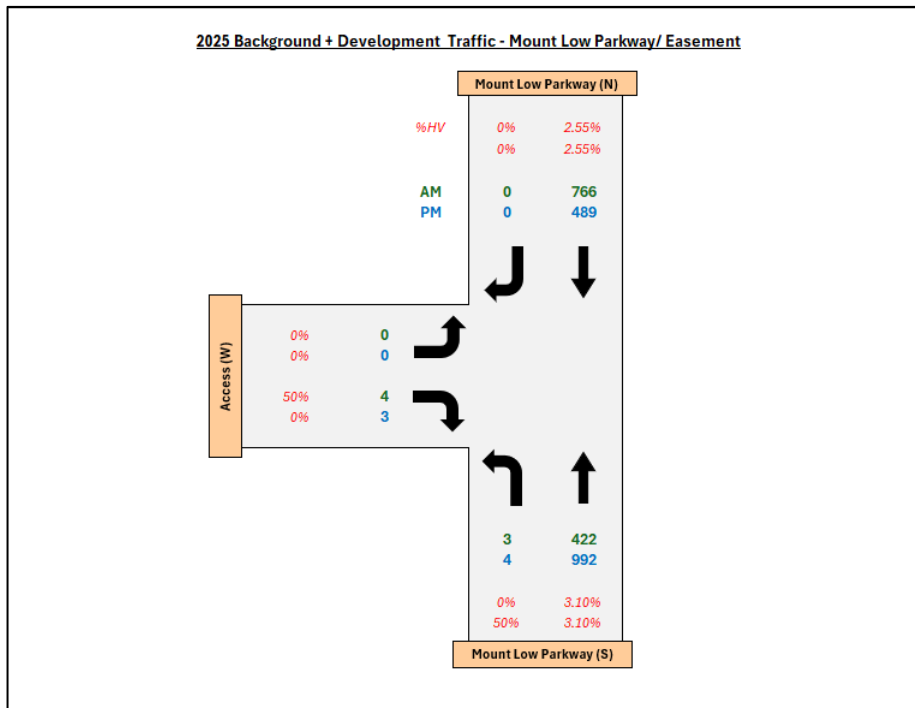 2025 Background + Development Traffic - Mount Low Parkway/ Easement
Mount Low Parkway (N)
%HV 0% 2.55%
0% 2.55%
AM 0 766
PM 0 489
Access (W)
0% 0
0% 0
50% 4
0% 3
3 422
4 992
0% 3.10%
50% 3.10%
Mount Low Parkway (S)